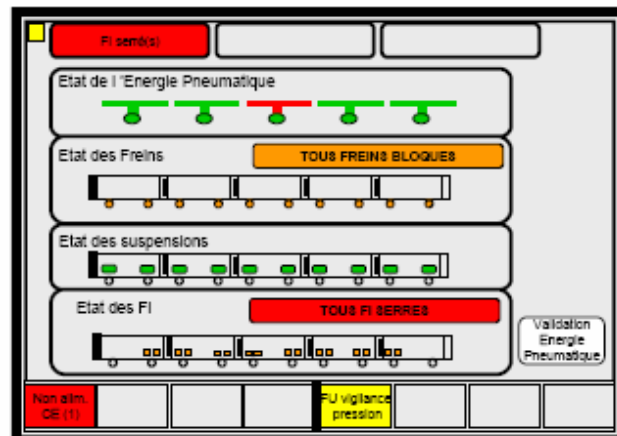 FI serré(s)
Etat de l 'Energie Pneumatique
Etat des Freins
TOUS FREINS BLOQUES
Etat des suspensions
Etat des FI
TOUS FI SERRES
Validation
Energie
Pneumatique
Non alim.
CE (1)
FU vigilance
pression